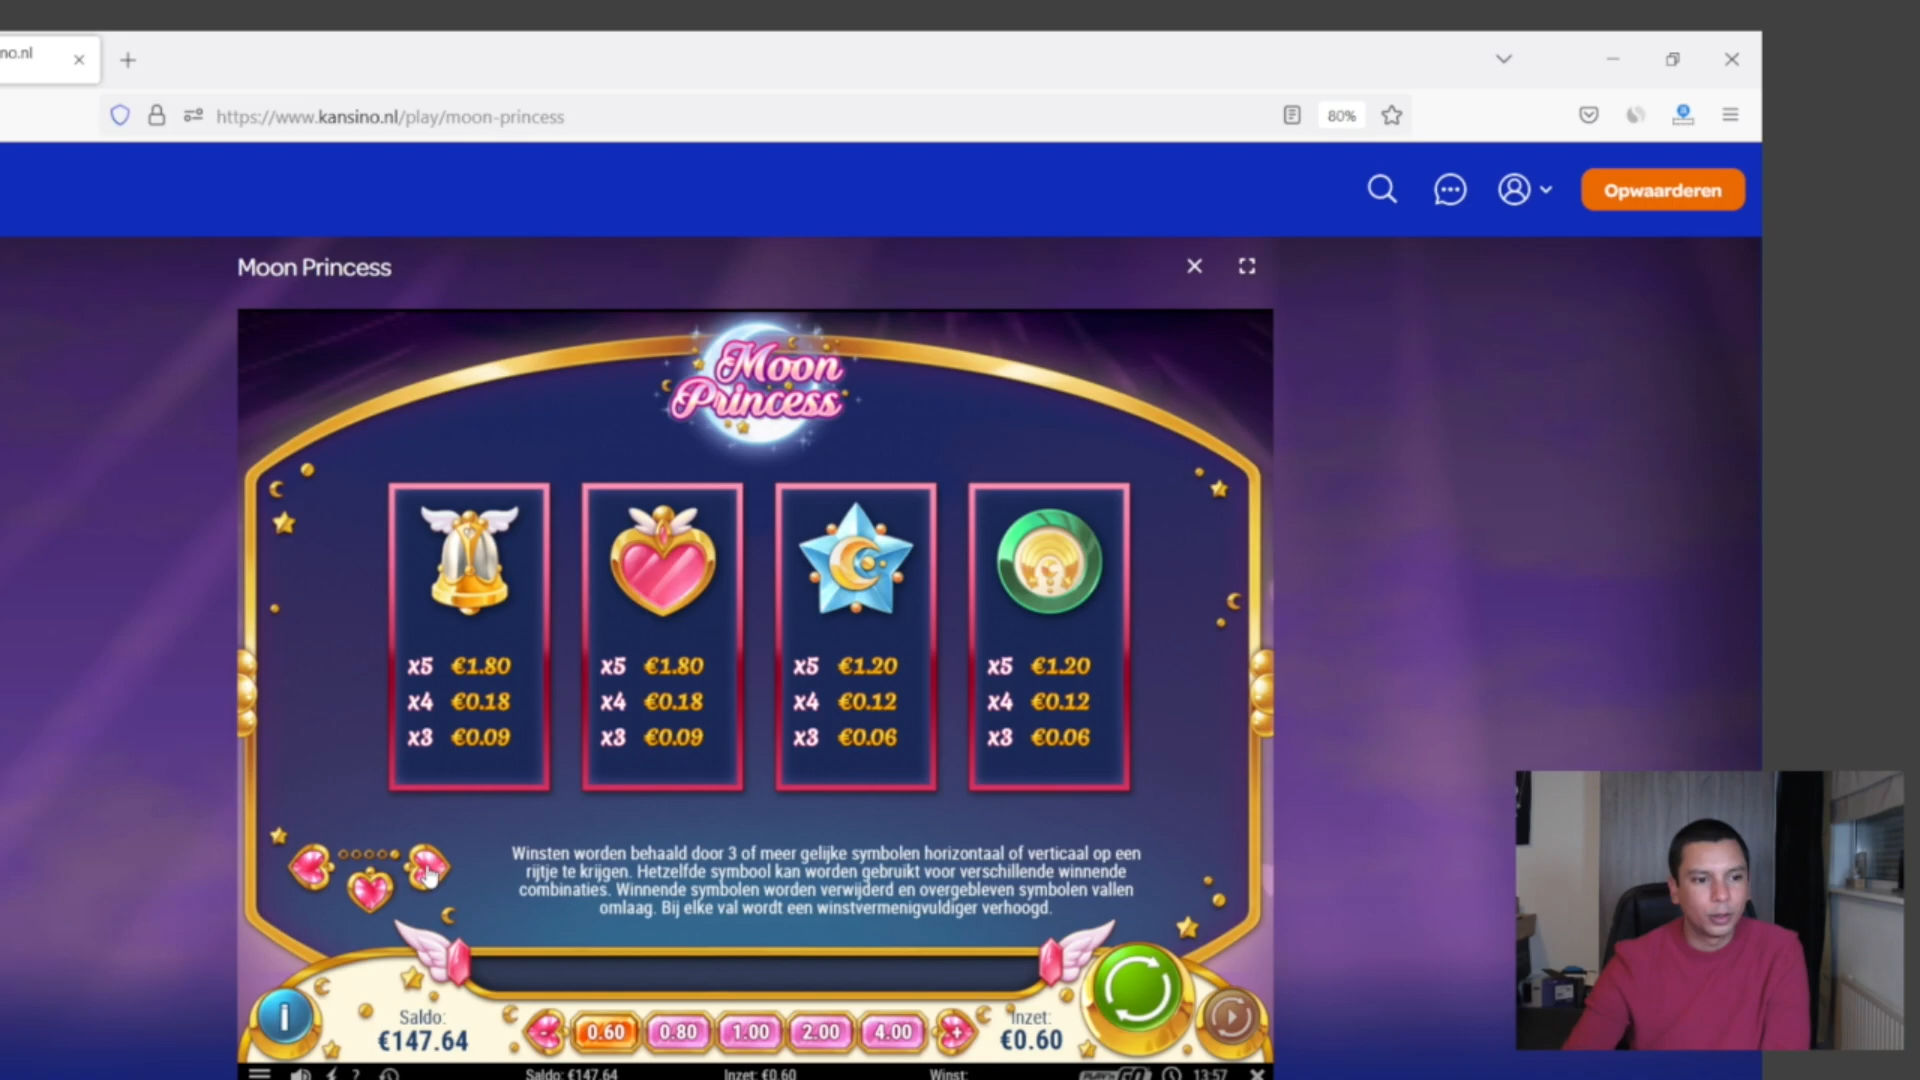 no.nl
https://www.kansino.nl/play/moon-princess
80%
Opwaarderen
Moon Princess
Moon
Princess
x5 €1.80
x4 €0.18
x3 €0.09
x5 €1.80
x4 €0.18
x3 €0.09
x5 €1.20
x4 €0.12
x3 €0.06
x5 €1.20
x4 €0.12
x3 €0.06
Winsten worden behaald door 3 of meer gelijke symbolen horizontaal of verticaal op een
rijtje te krijgen. Hetzelfde symbool kan worden gebruikt voor verschillende winnende
combinaties. Winnende symbolen worden verwijderd en overgebleven symbolen vallen
omlaag. Bij elke val wordt een winstvermenigvuldiger verhoogd.
i
Saldo:
€147.64
0.60 0.80 1.00 2.00 4.00
Inzet:
€0.60
? Saldo: €147.64 Inzet: €0.60 Winst: PLAY'n GO 13:57